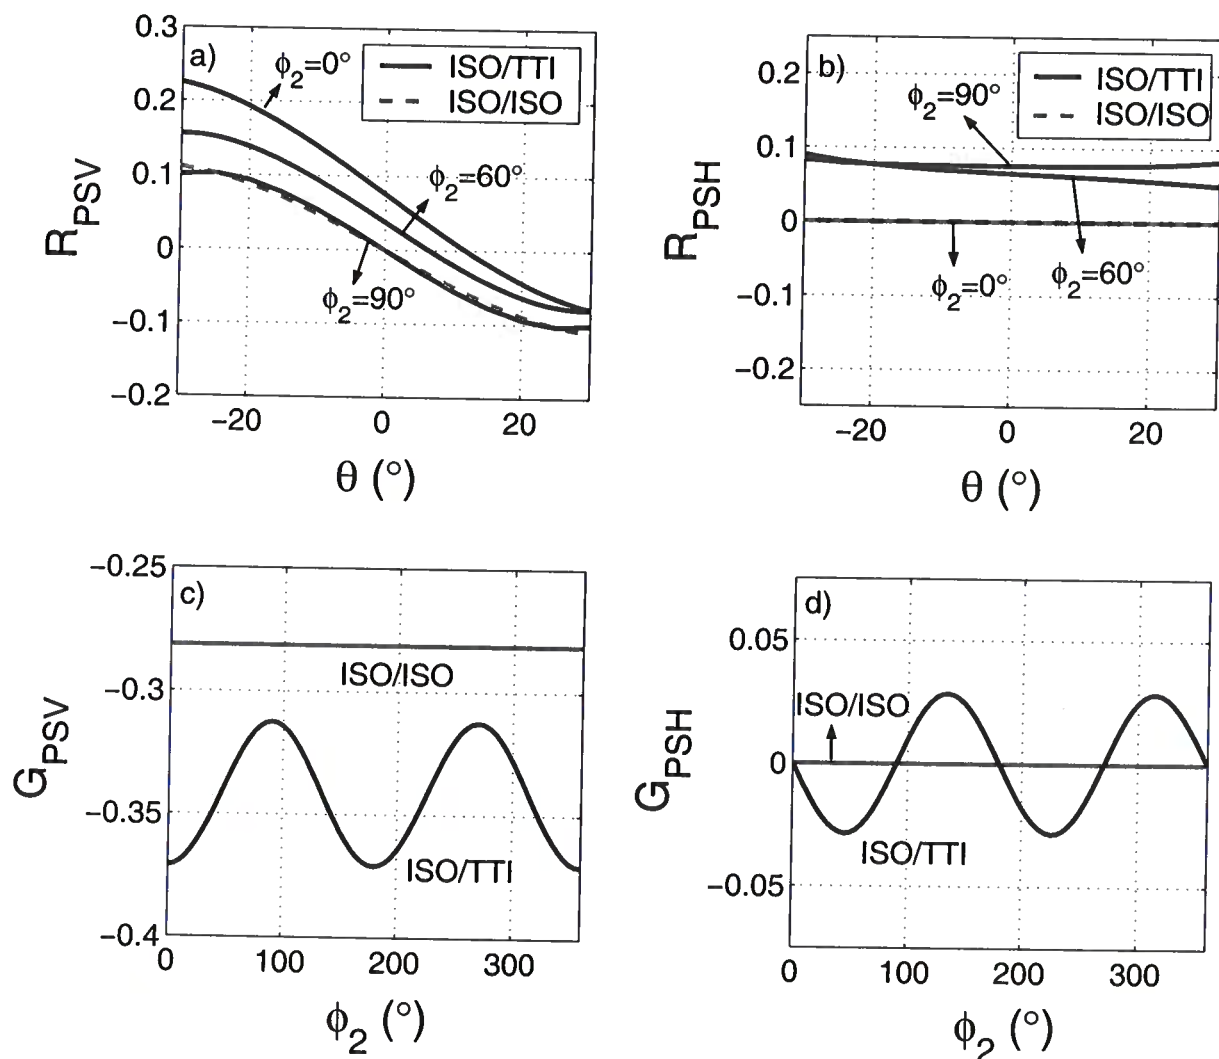 a)
ISO/TTI
ISO/ISO
ϕ2=0°
ϕ2=60°
ϕ2=90°
0.3
0.2
0.1
0
−0.1
−0.2
−20
0
20
RPSV
θ (°)
b)
ISO/TTI
ISO/ISO
ϕ2=90°
ϕ2=0°
ϕ2=60°
0.2
0.1
0
−0.1
−0.2
−20
0
20
RPSH
θ (°)
c)
ISO/ISO
ISO/TTI
−0.25
−0.3
−0.35
−0.4
0
100
200
300
GPSV
ϕ2 (°)
d)
ISO/ISO
ISO/TTI
0.05
0
−0.05
0
100
200
300
GPSH
ϕ2 (°)